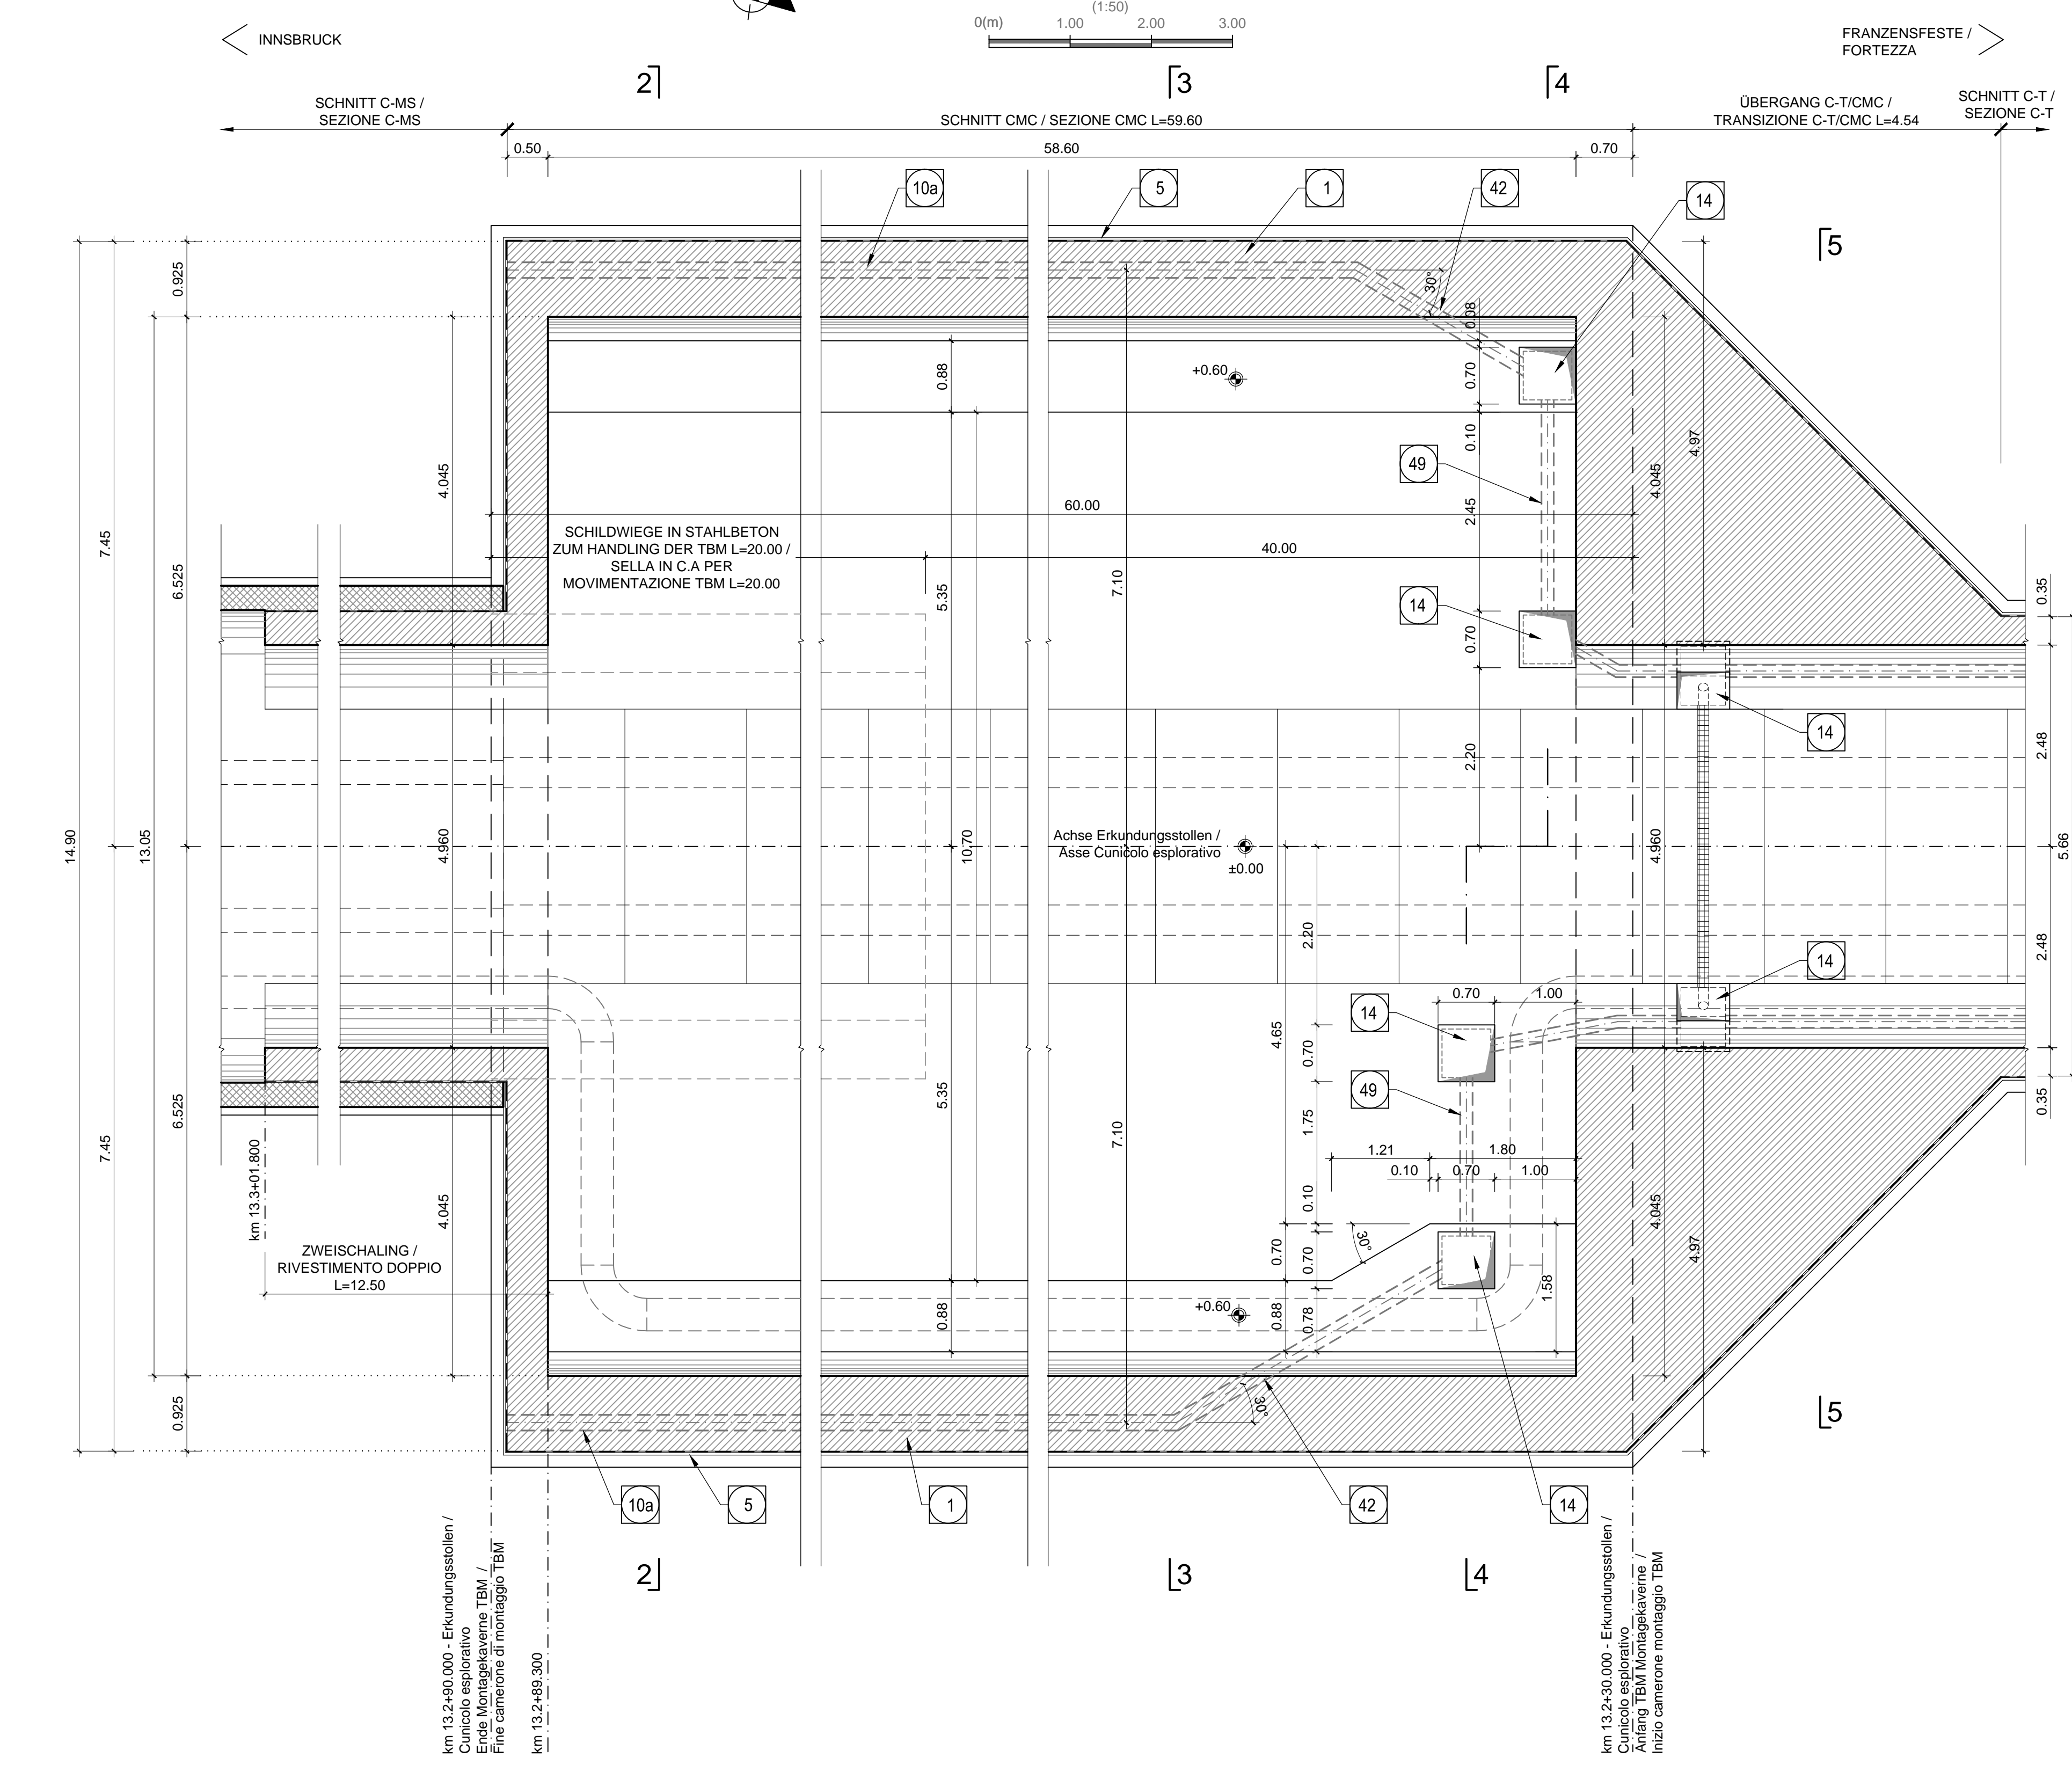 (1:50)
0(m)
1.00
2.00
3.00
INNSBRUCK
FRANZENSFESTE /
FORTEZZA
2
3
4
SCHNITT C-MS /
SEZIONE C-MS
SCHNITT CMC / SEZIONE CMC L=59.60
ÜBERGANG C-T/CMC /
TRANSIZIONE C-T/CMC L=4.54
SCHNITT C-T /
SEZIONE C-T
0.50
58.60
0.70
10a
5
1
42
14
5
0.925
30°
0.08
0.88
+0.60
0.70
0.10
49
4.045
4.97
4.045
2.45
60.00
SCHILDWIEGE IN STAHLBETON
ZUM HANDLING DER TBM L=20.00 /
SELLA IN C.A PER
MOVIMENTAZIONE TBM L=20.00
40.00
7.45
6.525
5.35
7.10
14
0.70
0.35
14
2.20
2.48
14.90
13.05
4.960
10.70
Achse Erkundungsstollen /
Asse Cunicolo esplorativo
±0.00
4.960
5.66
2.20
2.48
14
0.70
1.00
14
4.65
0.70
49
5.35
6.525
7.45
7.10
1.75
0.35
1.21
1.80
0.10
0.70
1.00
km 13.3+01.800
4.045
0.10
4.045
4.97
30°
ZWEISCHALING /
RIVESTIMENTO DOPPIO
L=12.50
0.70
0.70
1.58
0.88
+0.60
0.88
0.78
0.925
30°
5
10a
5
1
42
14
2
3
4
km 13.2+90.000 - Erkundungsstollen /
Cunicolo esplorativo
Ende Montagekaverne TBM /
Fine camerone di montaggio TBM
km 13.2+89.300
km 13.2+30.000 - Erkundungsstollen /
Cunicolo esplorativo
Anfang TBM Montagekaverne /
Inizio camerone montaggio TBM